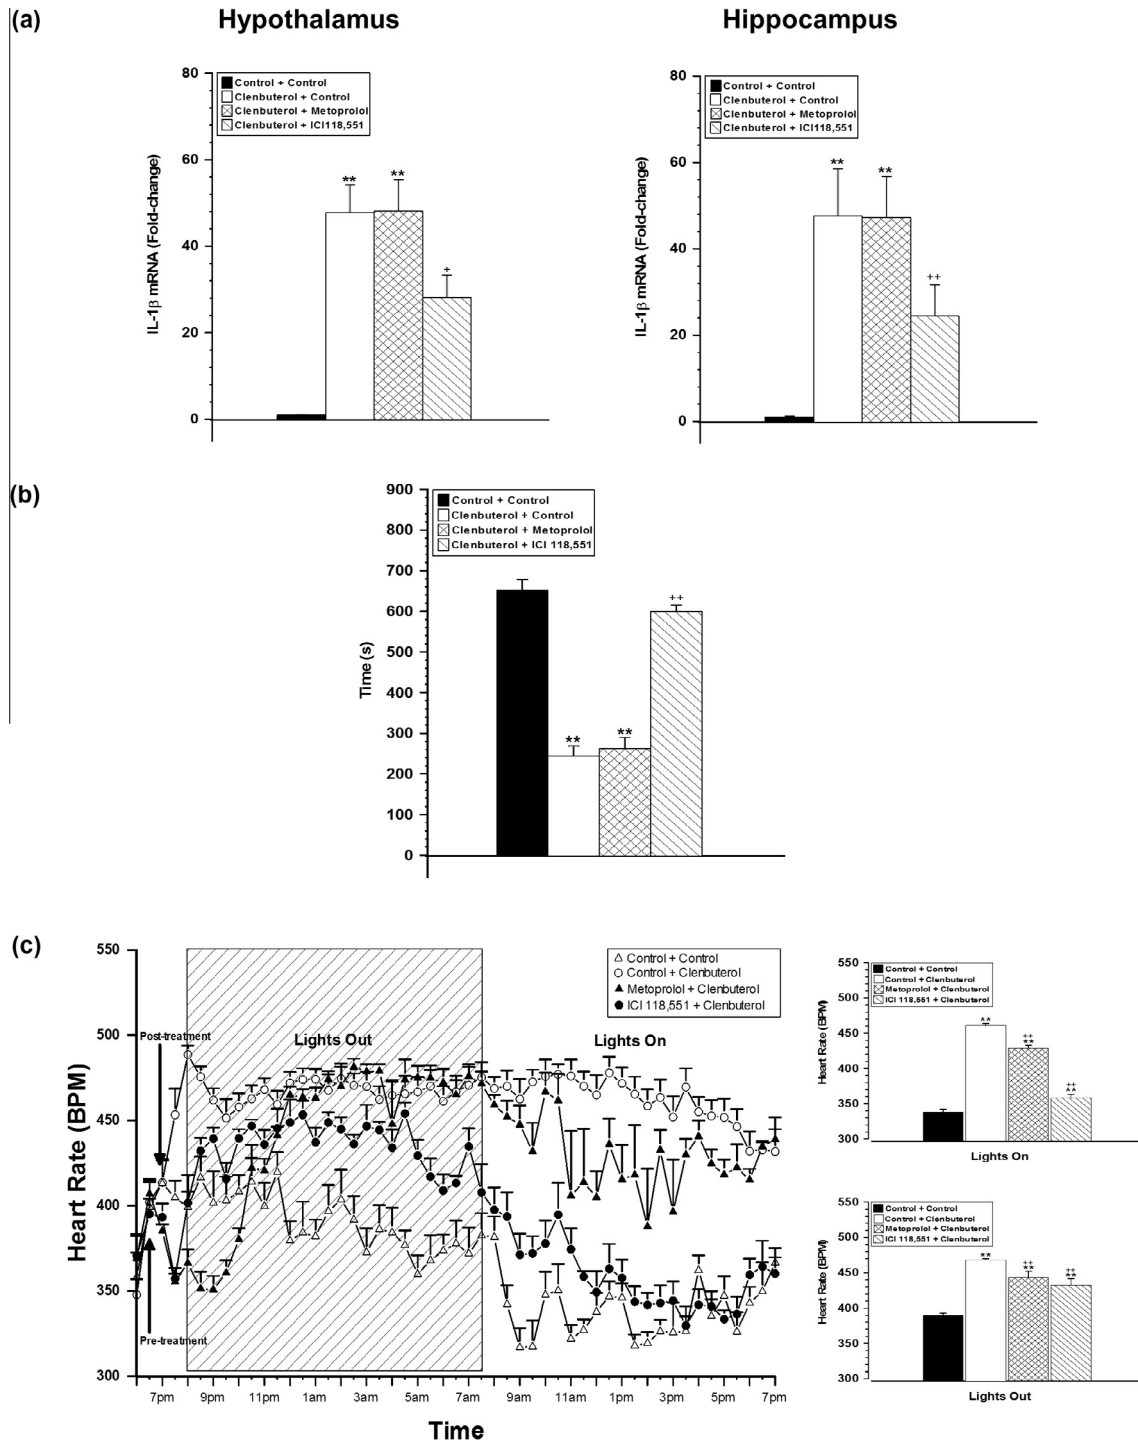 (a)
Hypothalamus
Hippocampus
80
60
40
20
0
IL-1β mRNA (Fold-change)
Control + Control
Clenbuterol + Control
Clenbuterol + Metoprolol
Clenbuterol + ICI118,551
**
**
+
80
60
40
20
0
IL-1β mRNA (Fold-change)
Control + Control
Clenbuterol + Control
Clenbuterol + Metoprolol
Clenbuterol + ICI118,551
**
**
++
(b)
900
800
700
600
500
400
300
200
100
0
Time (s)
Control + Control
Clenbuterol + Control
Clenbuterol + Metoprolol
Clenbuterol + ICI 118,551
**
**
++
(c)
550
500
450
400
350
300
Heart Rate (BPM)
Control + Control
Control + Clenbuterol
Metoprolol + Clenbuterol
ICI 118,551 + Clenbuterol
Post-treatment
Lights Out
Lights On
Pre-treatment
7pm 9pm 11pm 1am 3am 5am 7am 9am 11am 1pm 3pm 5pm 7pm
Time
550
500
450
400
350
300
Heart Rate (BPM)
Control + Control
Control + Clenbuterol
Metoprolol + Clenbuterol
ICI 118,551 + Clenbuterol
**
++
**
++
**
Lights On
550
500
450
400
350
300
Heart Rate (BPM)
Control + Control
Control + Clenbuterol
Metoprolol + Clenbuterol
ICI 118,551 + Clenbuterol
**
++
**
++
**
Lights Out